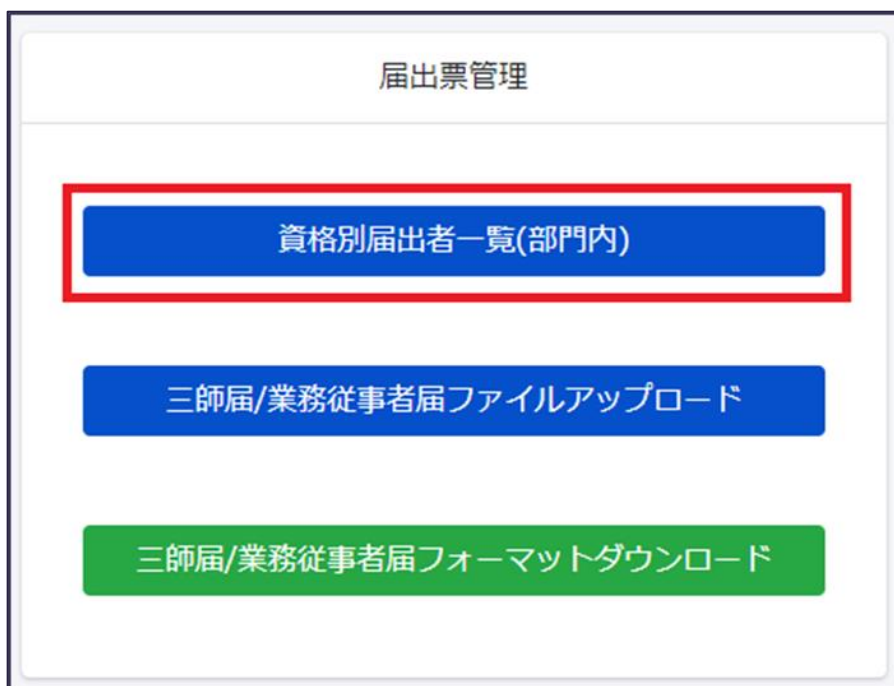 届出票管理
資格別届出者一覧(部門内)
三師届/業務従事者届ファイルアップロード
三師届/業務従事者届フォーマットダウンロード